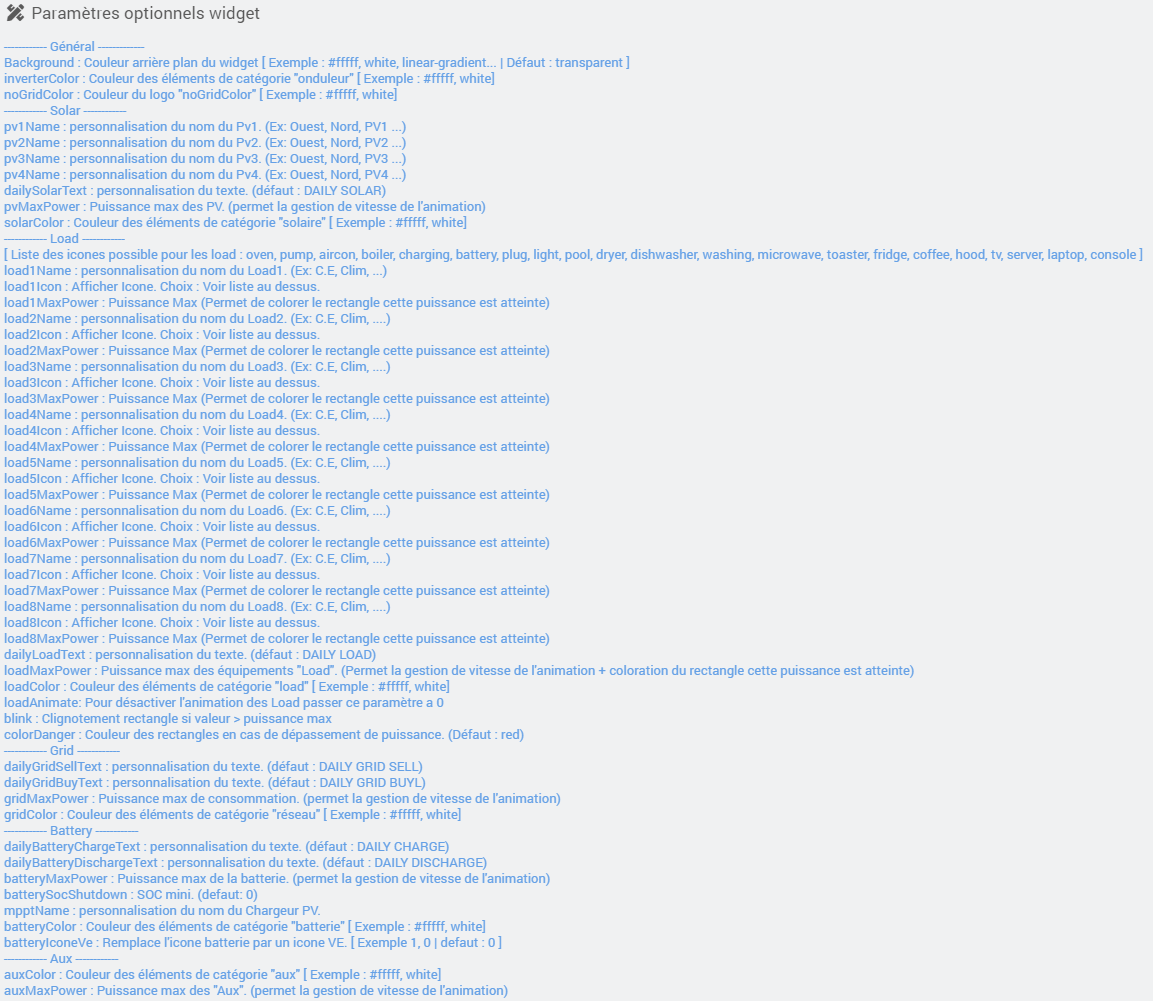 Paramètres optionnels widget
------------ Général -------------
Background : Couleur arrière plan du widget [ Exemple : #fffff, white, linear-gradient... | Défaut : transparent ]
inverterColor : Couleur des éléments de catégorie "onduleur" [ Exemple : #fffff, white]
noGridColor : Couleur du logo "noGridColor" [ Exemple : #fffff, white]
------------ Solar ------------
pv1Name : personnalisation du nom du Pv1. (Ex: Ouest, Nord, PV1 ...)
pv2Name : personnalisation du nom du Pv2. (Ex: Ouest, Nord, PV2 ...)
pv3Name : personnalisation du nom du Pv3. (Ex: Ouest, Nord, PV3 ...)
pv4Name : personnalisation du nom du Pv4. (Ex: Ouest, Nord, PV4 ...)
dailySolarText : personnalisation du texte. (défaut : DAILY SOLAR)
pvMaxPower : Puissance max des PV. (permet la gestion de vitesse de l'animation)
solarColor : Couleur des éléments de catégorie "solaire" [ Exemple : #fffff, white]
------------ Load ------------
[ Liste des icones possible pour les load : oven, pump, aircon, boiler, charging, battery, plug, light, pool, dryer, dishwasher, washing, microwave, toaster, fridge, coffee, hood, tv, server, laptop, console ]
load1Name : personnalisation du nom du Load1. (Ex: C.E, Clim, ...)
load1Icon : Afficher Icone. Choix : Voir liste au dessus.
load1MaxPower : Puissance Max (Permet de colorer le rectangle cette puissance est atteinte)
load2Name : personnalisation du nom du Load2. (Ex: C.E, Clim, ....)
load2Icon : Afficher Icone. Choix : Voir liste au dessus.
load2MaxPower : Puissance Max (Permet de colorer le rectangle cette puissance est atteinte)
load3Name : personnalisation du nom du Load3. (Ex: C.E, Clim, ....)
load3Icon : Afficher Icone. Choix : Voir liste au dessus.
load3MaxPower : Puissance Max (Permet de colorer le rectangle cette puissance est atteinte)
load4Name : personnalisation du nom du Load4. (Ex: C.E, Clim, ....)
load4Icon : Afficher Icone. Choix : Voir liste au dessus.
load4MaxPower : Puissance Max (Permet de colorer le rectangle cette puissance est atteinte)
load5Name : personnalisation du nom du Load5. (Ex: C.E, Clim, ....)
load5Icon : Afficher Icone. Choix : Voir liste au dessus.
load5MaxPower : Puissance Max (Permet de colorer le rectangle cette puissance est atteinte)
load6Name : personnalisation du nom du Load6. (Ex: C.E, Clim, ....)
load6Icon : Afficher Icone. Choix : Voir liste au dessus.
load6MaxPower : Puissance Max (Permet de colorer le rectangle cette puissance est atteinte)
load7Name : personnalisation du nom du Load7. (Ex: C.E, Clim, ....)
load7Icon : Afficher Icone. Choix : Voir liste au dessus.
load7MaxPower : Puissance Max (Permet de colorer le rectangle cette puissance est atteinte)
load8Name : personnalisation du nom du Load8. (Ex: C.E, Clim, ....)
load8Icon : Afficher Icone. Choix : Voir liste au dessus.
load8MaxPower : Puissance Max (Permet de colorer le rectangle cette puissance est atteinte)
dailyLoadText : personnalisation du texte. (défaut : DAILY LOAD)
loadMaxPower : Puissance max des équipements "Load". (Permet la gestion de vitesse de l'animation + coloration du rectangle cette puissance est atteinte)
loadColor : Couleur des éléments de catégorie "load" [ Exemple : #fffff, white]
loadAnimate: Pour désactiver l'animation des Load passer ce paramètre a 0
blink : Clignotement rectangle si valeur > puissance max
colorDanger : Couleur des rectangles en cas de dépassement de puissance. (Défaut : red)
------------ Grid ------------
dailyGridSellText : personnalisation du texte. (défaut : DAILY GRID SELL)
dailyGridBuyText : personnalisation du texte. (défaut : DAILY GRID BUYL)
gridMaxPower : Puissance max de consommation. (permet la gestion de vitesse de l'animation)
gridColor : Couleur des éléments de catégorie "réseau" [ Exemple : #fffff, white]
------------ Battery ------------
dailyBatteryChargeText : personnalisation du texte. (défaut : DAILY CHARGE)
dailyBatteryDischargeText : personnalisation du texte. (défaut : DAILY DISCHARGE)
batteryMaxPower : Puissance max de la batterie. (permet la gestion de vitesse de l'animation)
batterySocShutdown : SOC mini. (defaut: 0)
mpptName : personnalisation du nom du Chargeur PV.
batteryColor : Couleur des éléments de catégorie "batterie" [ Exemple : #fffff, white]
batteryIconeVe : Remplace l'icone batterie par un icone VE. [ Exemple 1, 0 | defaut : 0 ]
------------ Aux ------------
auxColor : Couleur des éléments de catégorie "aux" [ Exemple : #fffff, white]
auxMaxPower : Puissance max des "Aux". (permet la gestion de vitesse de l'animation)